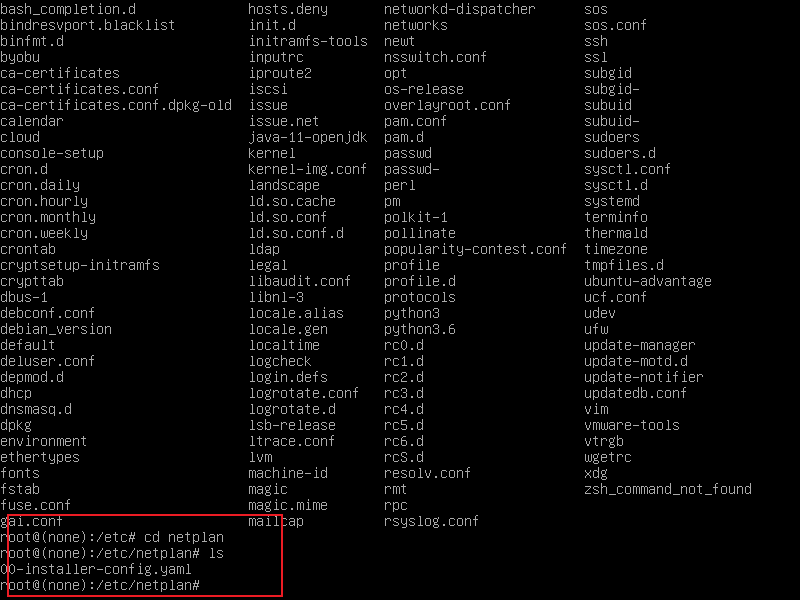 bash_completion.d hosts.deny networkd-dispatcher sos
bindresvport.blacklist init.d networks sos.conf
binfmt.d initramfs-tools newt ssh
byobu inputrc nsswitch.conf ssl
ca-certificates iproute2 opt subgid
ca-certificates.conf iscsi os-release subgid-
ca-certificates.conf.dpkg-old issue overlayroot.conf subuid
calendar issue.net pam.conf subuid-
cloud java-11-openjdk pam.d sudoers
console-setup kernel passwd sudoers.d
cron.d kernel-img.conf passwd- sysctl.conf
cron.daily landscape perl sysctl.d
cron.hourly ld.so.cache pm systemd
cron.monthly ld.so.conf polkit-1 terminfo
cron.weekly ld.so.conf.d pollinate thermald
crontab ldap popularity-contest.conf timezone
cryptsetup-initramfs legal profile tmpfiles.d
crypttab libaudit.conf profile.d ubuntu-advantage
dbus-1 libnl-3 protocols ucf.conf
debconf.conf locale.alias python3 udev
debian_version locale.gen python3.6 ufw
default localtime rc0.d update-manager
deluser.conf logcheck rc1.d update-motd.d
depmod.d login.defs rc2.d update-notifier
dhcp logrotate.conf rc3.d updatedb.conf
dnsmasq.d logrotate.d rc4.d vim
dpkg lsb-release rc5.d vmware-tools
environment ltrace.conf rc6.d vtrgb
ethertypes lvm rcS.d wgetrc
fonts machine-id resolv.conf xdg
fstab magic rmt zsh_command_not_found
fuse.conf magic.mime rpc
gai.conf mailcap rsyslog.conf
root@(none):/etc# cd netplan
root@(none):/etc/netplan# ls
00-installer-config.yaml
root@(none):/etc/netplan#